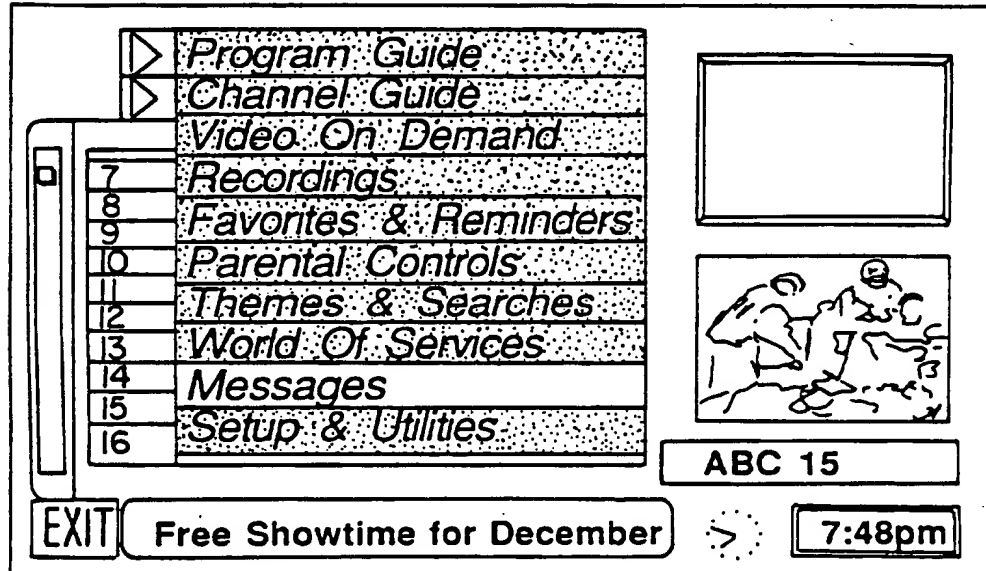 Program Guide
Channel Guide
Video On Demand
7 Recordings
8
Favorites & Reminders
9
10 Parental Controls
11
Themes & Searches
12
13 World Of Services
14
Messages
15
Setup & Utilities
16
ABC 15
EXIT Free Showtime for December 7:48pm